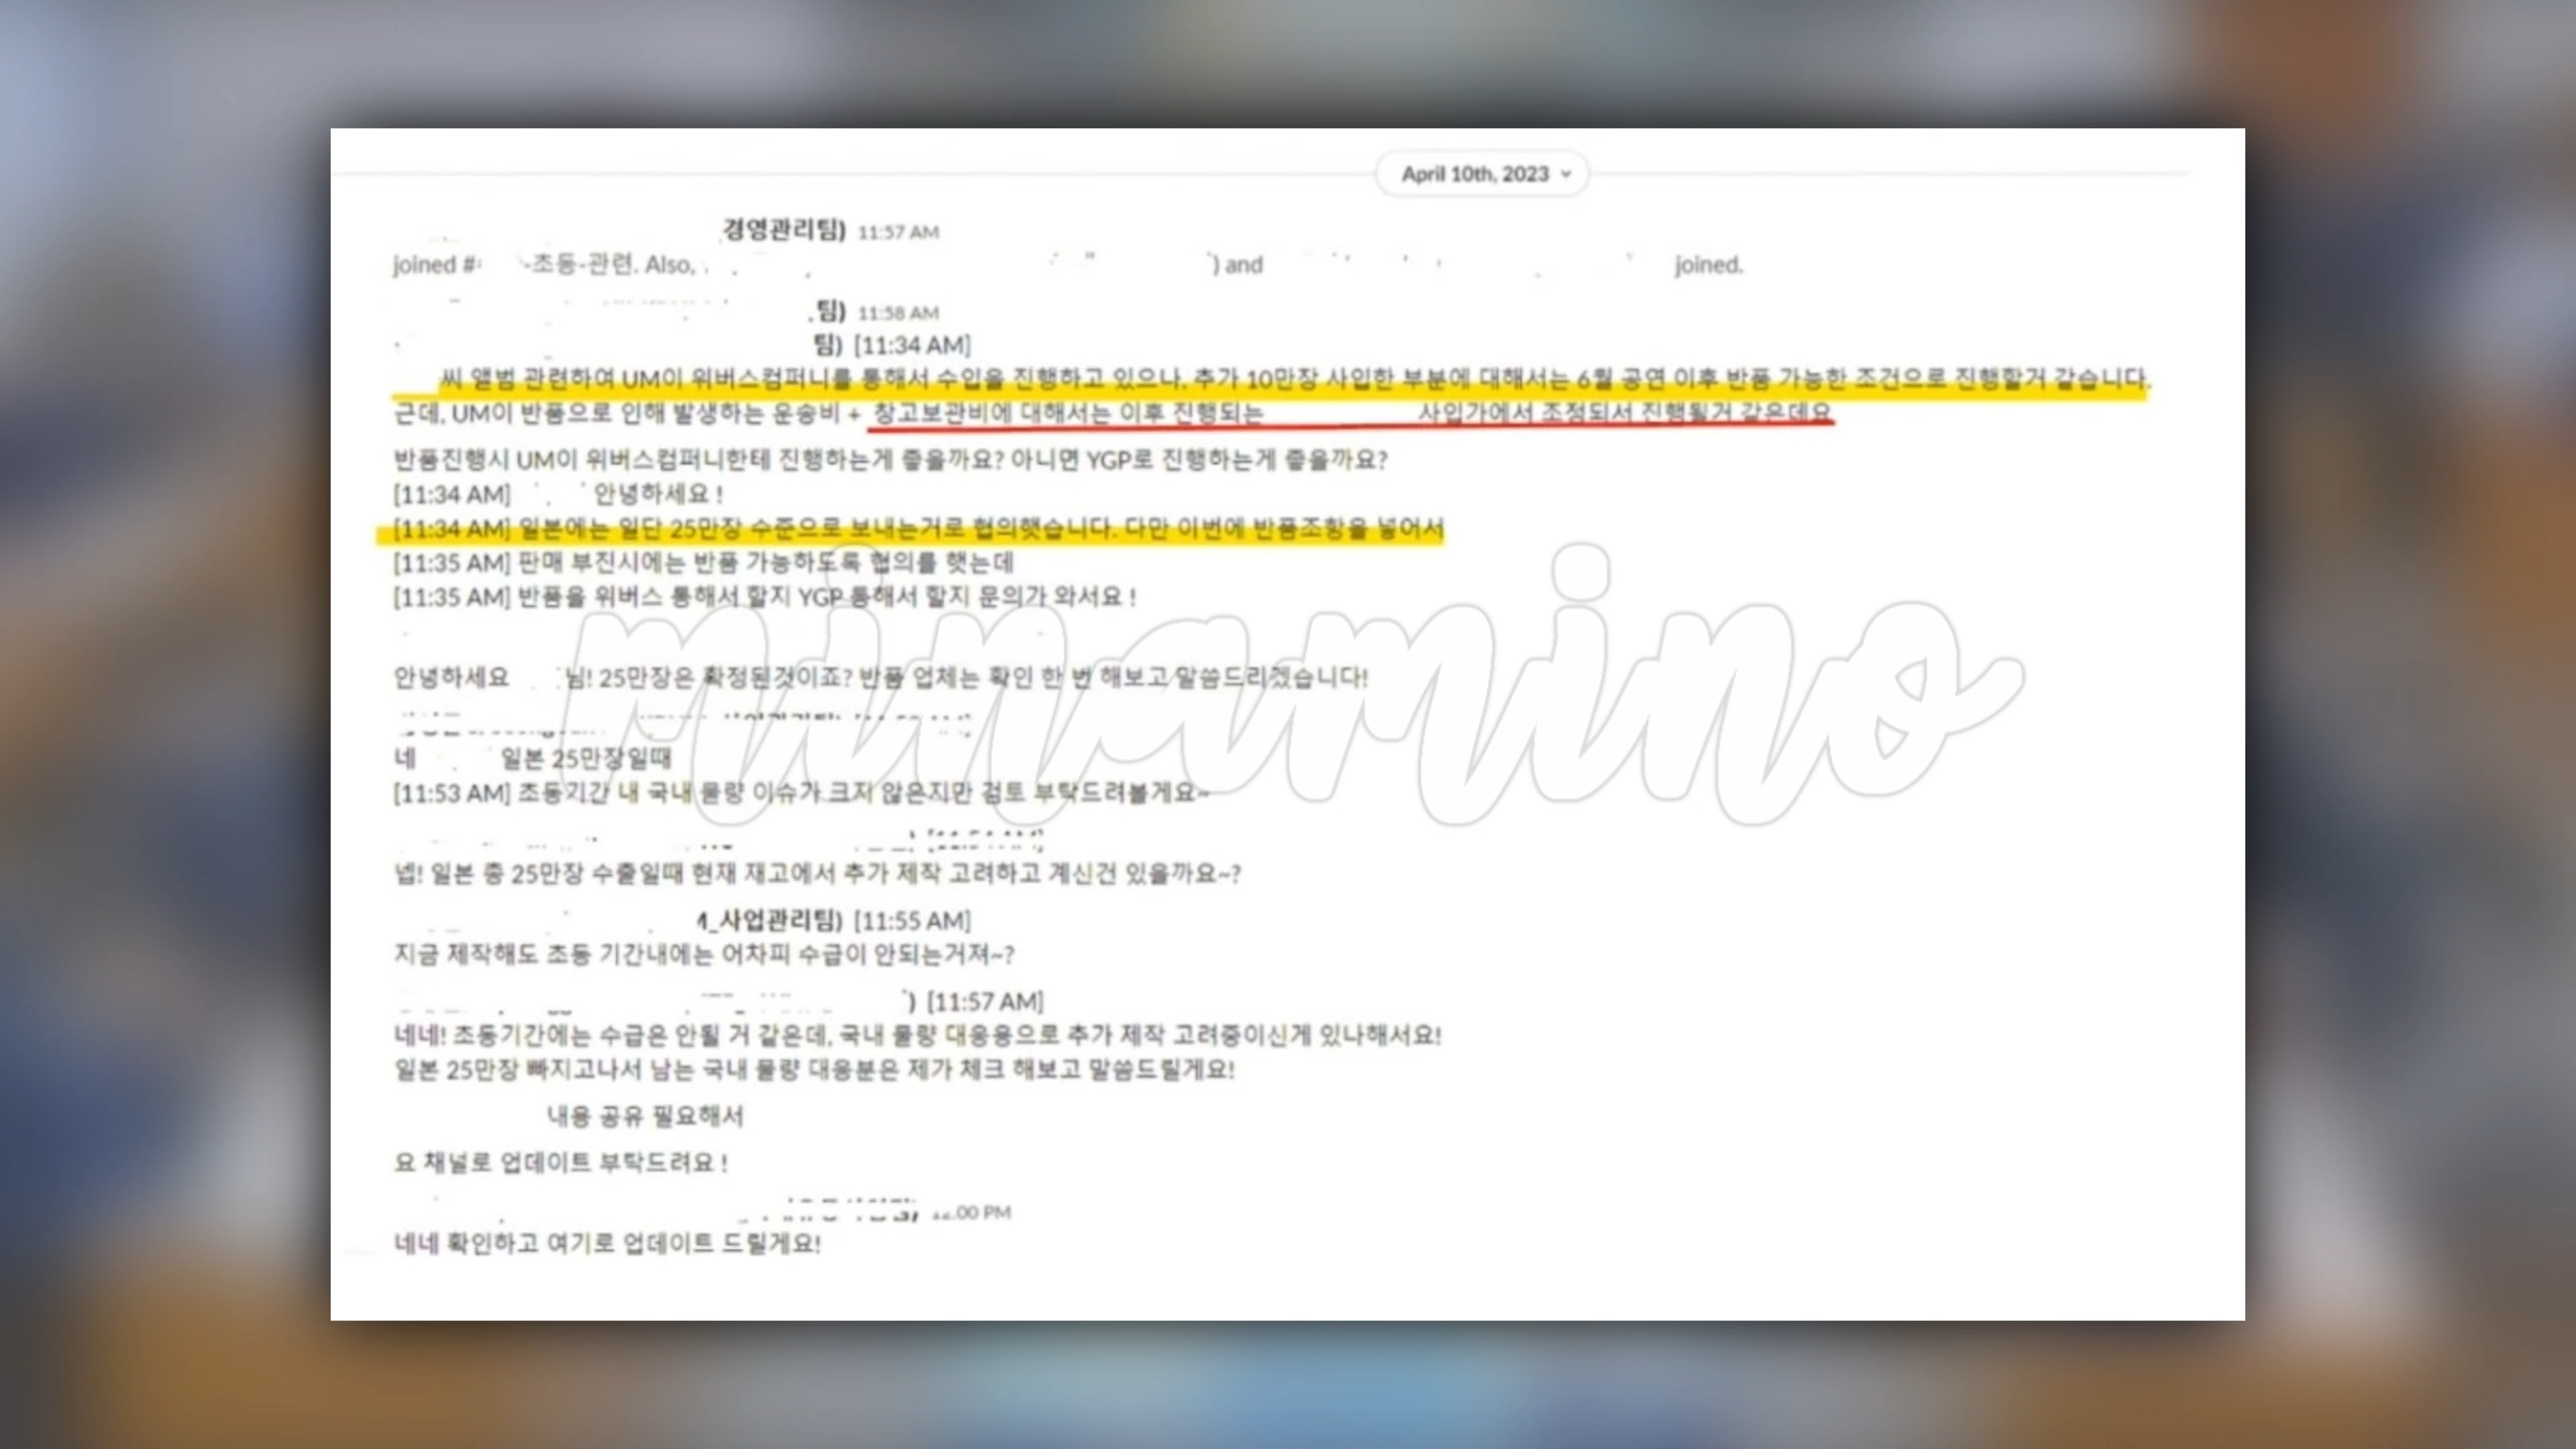 April 10th, 2023
경영관리팀) 11:57 AM
joined # -초동-관련. Also, ) and joined.
팀) 11:58 AM
팀) [11:34 AM]
씨 앨범 관련하여 UM이 위버스컴퍼니를 통해서 수입을 진행하고 있으나, 추가 10만장 사입한 부분에 대해서는 6월 공연 이후 반품 가능한 조건으로 진행할거 같습니다.
근데, UM이 반품으로 인해 발생하는 운송비 + 창고보관비에 대해서는 이후 진행되는 사입가에서 조정되서 진행될거 같은데요
반품진행시 UM이 위버스컴퍼니한테 진행하는게 좋을까요? 아니면 YGP로 진행하는게 좋을까요?
[11:34 AM] 안녕하세요 !
[11:34 AM] 일본에는 일단 25만장 수준으로 보내는거로 협의햇습니다. 다만 이번에 반품조항을 넣어서
[11:35 AM] 판매 부진시에는 반품 가능하도록 협의를 햇는데
[11:35 AM] 반품을 위버스 통해서 할지 YGP 통해서 할지 문의가 와서요 !
minamino
안녕하세요 님! 25만장은 확정된것이죠? 반품 업체는 확인 한 번 해보고 말씀드리겠습니다!
네 일본 25만장일때
[11:53 AM] 초동기간 내 국내 물량 이슈가 크지 않은지만 검토 부탁드려볼게요~
넵! 일본 총 25만장 수출일때 현재 재고에서 추가 제작 고려하고 계신건 있을까요~?
_사업관리팀) [11:55 AM]
지금 제작해도 초동 기간내에는 어차피 수급이 안되는거져~?
) [11:57 AM]
네네! 초동기간에는 수급은 안될 거 같은데, 국내 물량 대응용으로 추가 제작 고려중이신게 있나해서요!
일본 25만장 빠지고나서 남는 국내 물량 대응분은 제가 체크 해보고 말씀드릴게요!
내용 공유 필요해서
요 채널로 업데이트 부탁드려요 !
12:00 PM
네네 확인하고 여기로 업데이트 드릴게요!